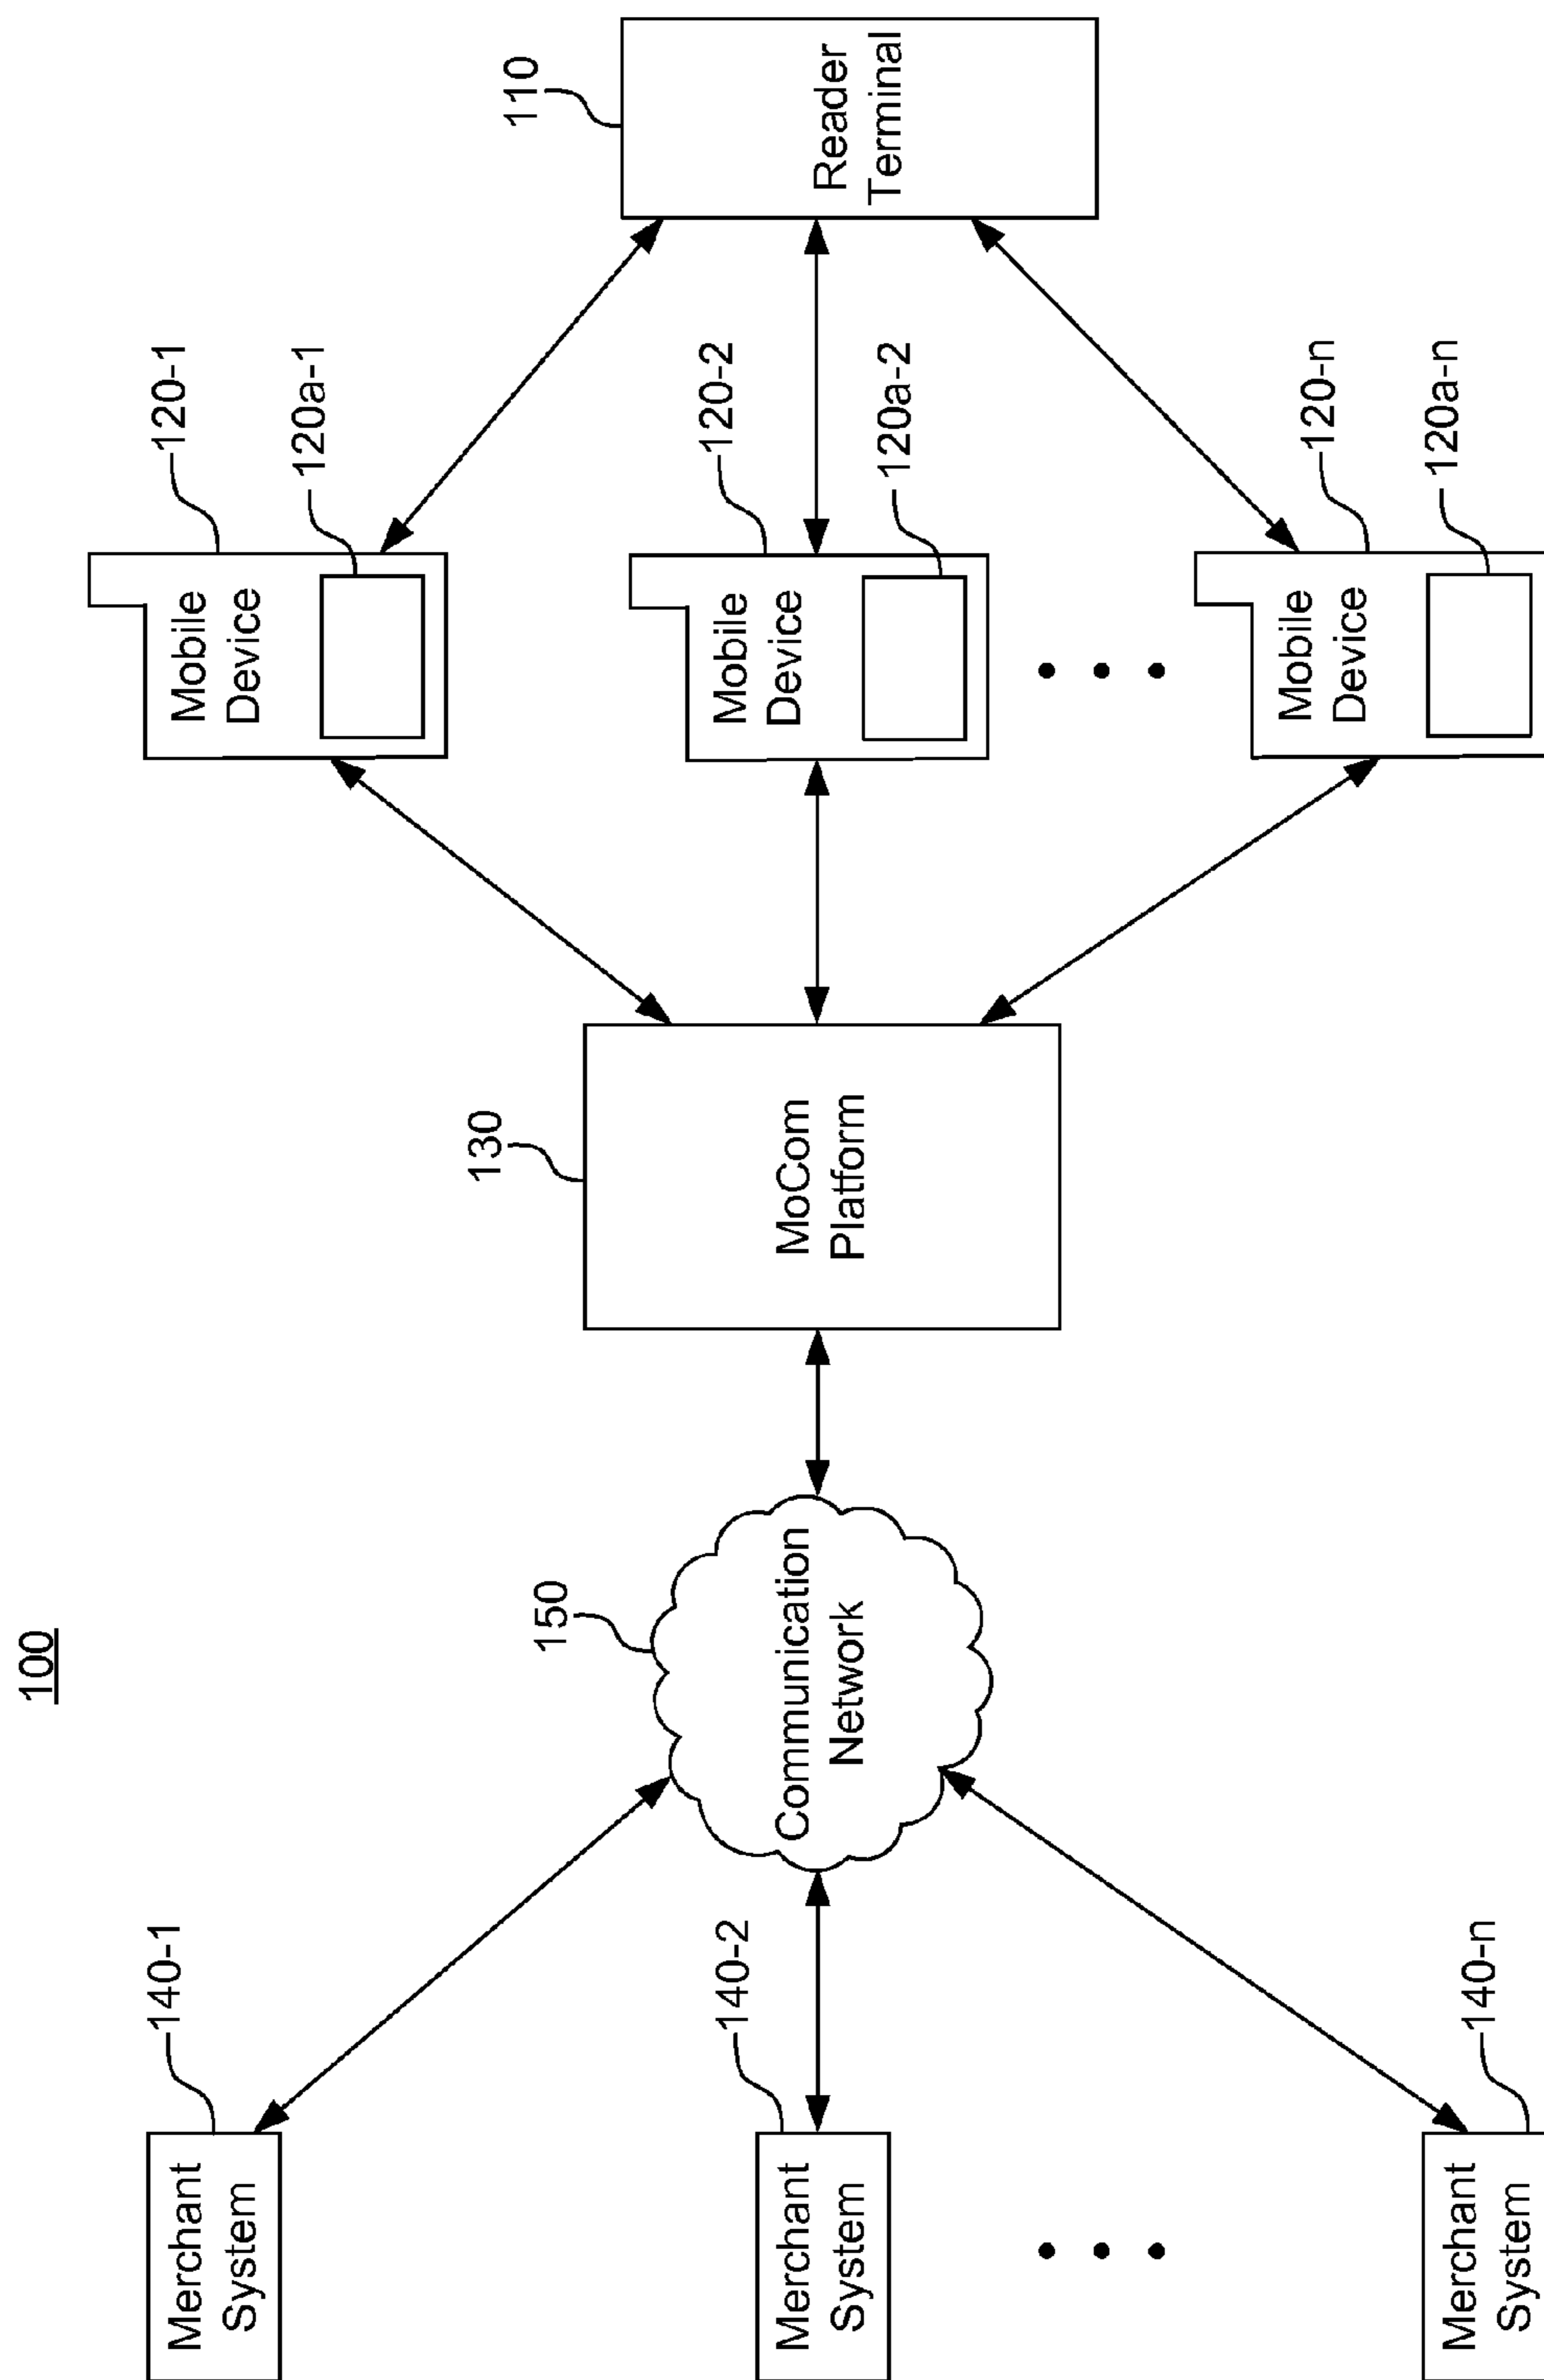 100
140-1
Merchant
System
140-2
Merchant
System
140-n
Merchant
System
150
Communication
Network
130
MoCom
Platform
120-1
Mobile
Device
120a-1
120-2
Mobile
Device
120a-2
120-n
Mobile
Device
120a-n
110
Reader
Terminal